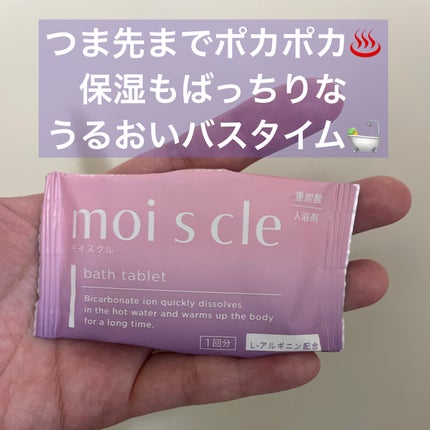 つま先までポカポカ♨️
保湿もばっちりな
うるおいバスタイム🛀
moi s cle
モイスクル
重炭酸
入浴剤
bath tablet
Bicarbonate ion quickly dissolves
in the hot water and warms up the body
for a long time.
1回分
L-アルギニン配合